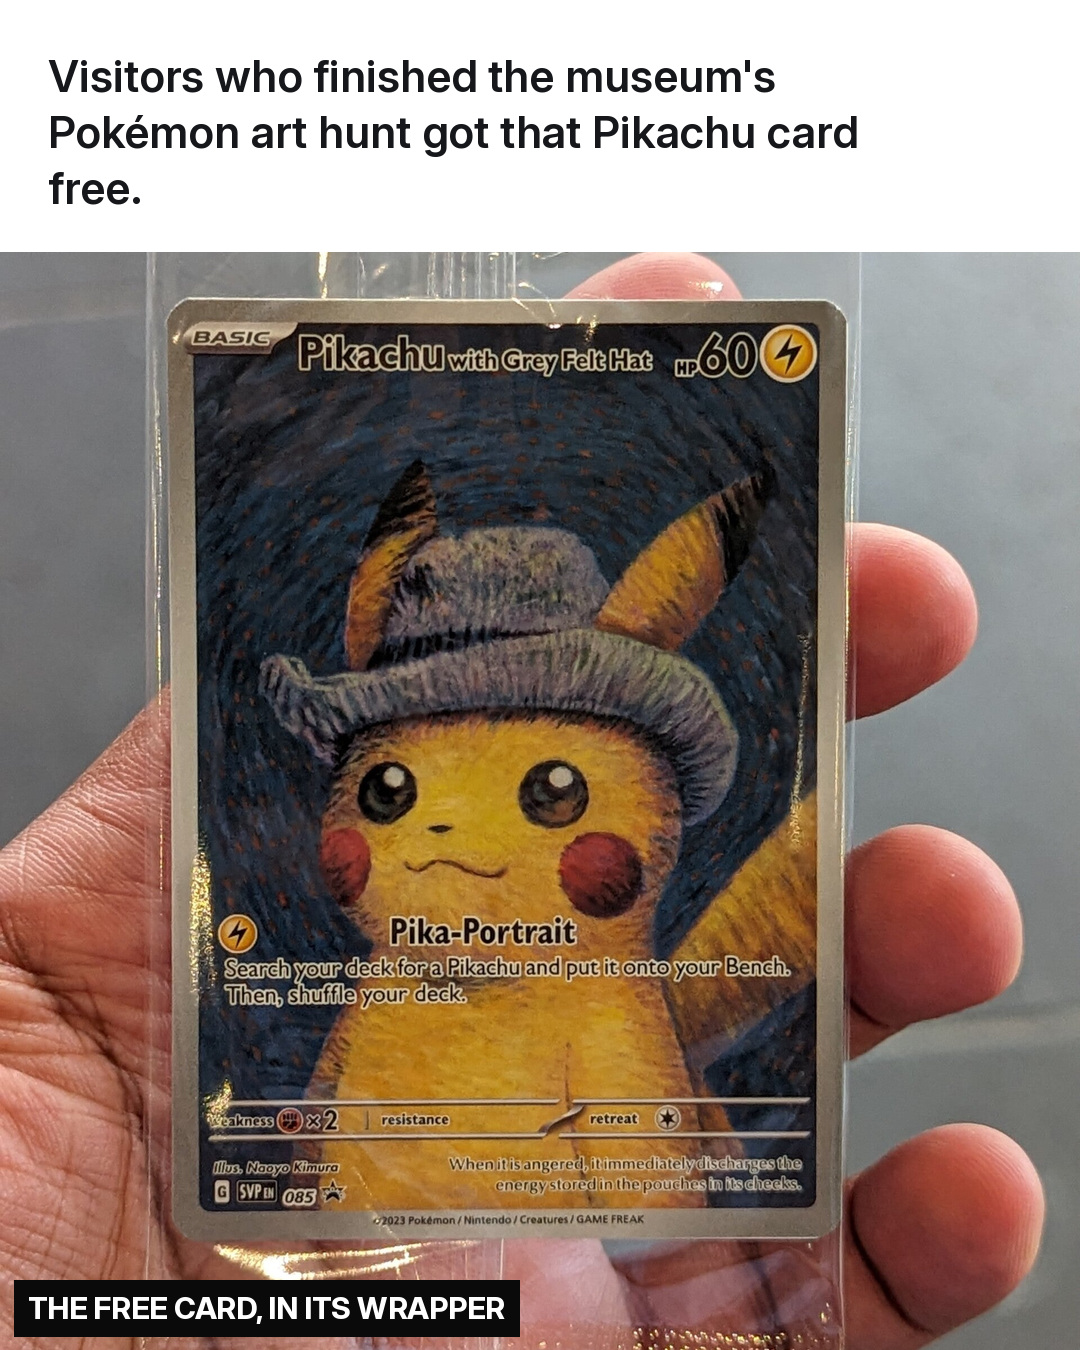 Visitors who finished the museum's
Pokémon art hunt got that Pikachu card
free.
BASIC Pikachu with Grey Felt Hat HP60
Pika-Portrait
Search your deck for a Pikachu and put it onto your Bench.
Then, shuffle your deck.
weakness ×2 resistance retreat
Illus. Naoyo Kimura
When it is angered, it immediately discharges the
energy stored in the pouches in its cheeks.
G SVP EN 085
©2023 Pokémon / Nintendo / Creatures / GAME FREAK
THE FREE CARD, IN ITS WRAPPER